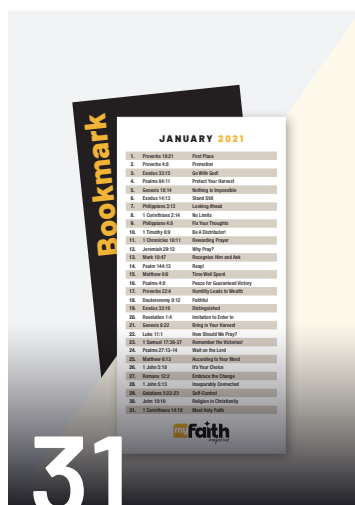 Bookmark
JANUARY 2021
1. Proverbs 18:21 First Place
2. Proverbs 4:8 Promotion
3. Exodus 33:15 Go With God!
4. Psalms 84:11 Protect Your Harvest
5. Genesis 18:14 Nothing is Impossible
6. Exodus 14:13 Stand Still
7. Philippians 3:13 Looking Ahead
8. 1 Corinthians 2:14 No Limits
9. Philippians 4:8 Fix Your Thoughts
10. 1 Timothy 6:9 Be A Distributor!
11. 1 Chronicles 16:11 Rewarding Prayer
12. Jeremiah 29:12 Why Pray?
13. Mark 10:47 Recognise Him and Ask
14. Psalm 144:13 Reap!
15. Matthew 6:6 Time Well Spent
16. Psalms 4:8 Peace for Guaranteed Victory
17. Proverbs 22:4 Humility Leads to Wealth
18. Deuteronomy 9:12 Faithful
19. Exodus 33:16 Distinguished
20. Revelation 1:4 Invitation to Enter In
21. Genesis 8:22 Bring in Your Harvest
22. Luke 11:1 How Should We Pray?
23. 1 Samuel 17:36-37 Remember the Victories!
24. Psalms 27:13-14 Wait on the Lord
25. Matthew 6:13 According to Your Word
26. 1 John 5:18 It's Your Choice
27. Romans 12:2 Embrace the Change
28. 1 John 5:13 Inseparably Connected
29. Galatians 5:22-23 Self-Control
30. John 10:10 Religion in Christianity
31. 1 Corinthians 14:18 Most Holy Faith
my faith
magazine
31